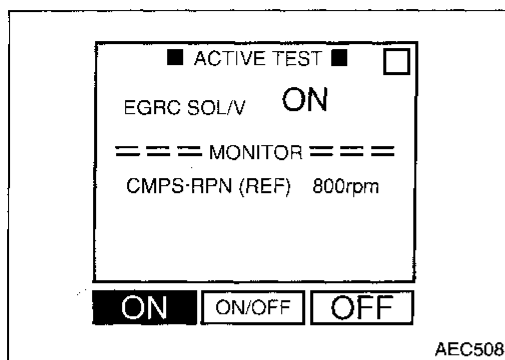 ■ ACTIVE TEST ■ □
EGRC SOL/V ON
=== MONITOR ===
CMPS·RPN (REF) 800rpm
ON ON/OFF OFF
AEC508